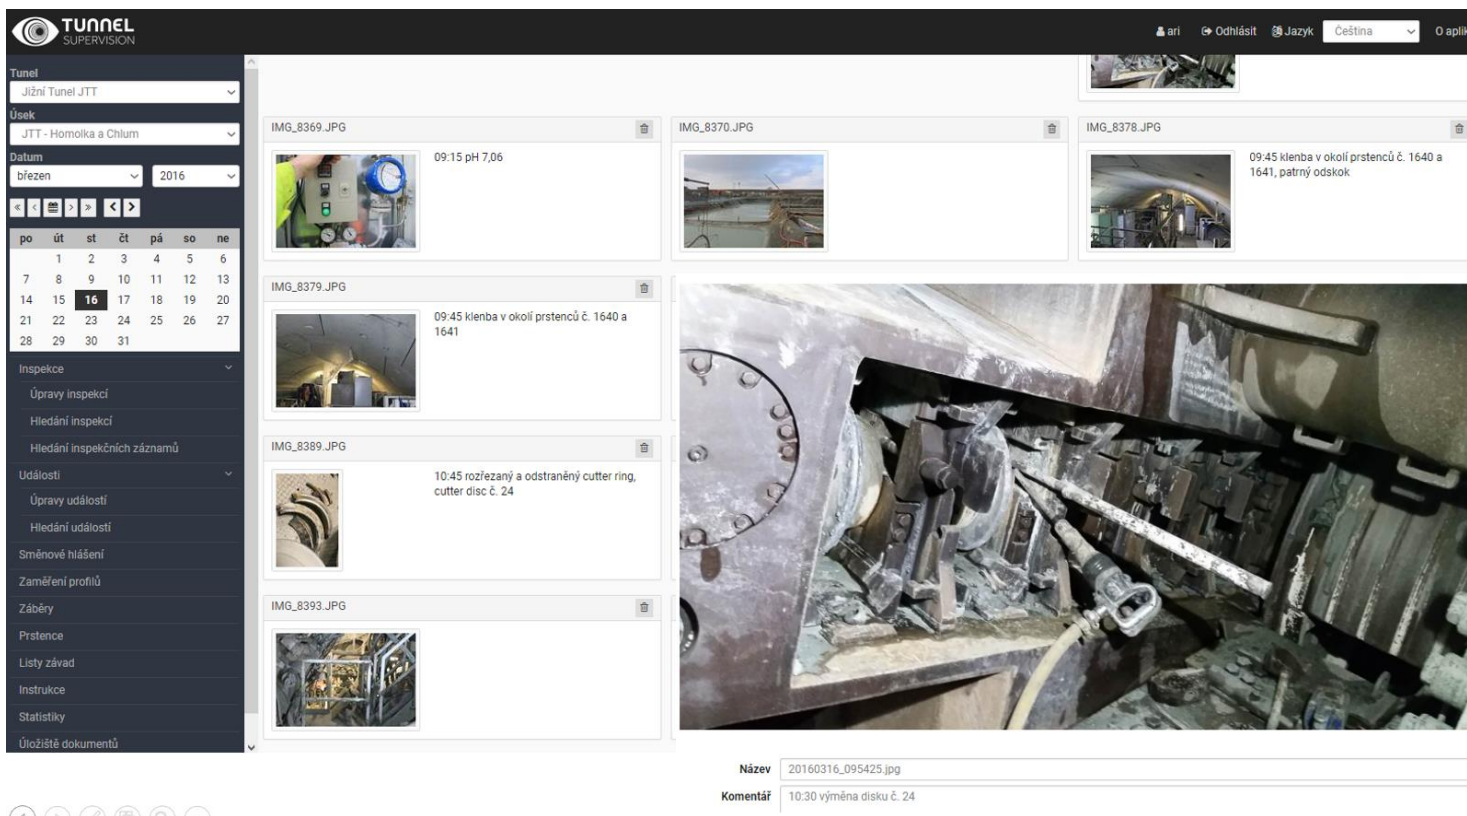 TUNNEL
SUPERVISION
ari
Odhlásit
Jazyk
Čeština
O aplik
Tunel
Jižní Tunel JTT
Úsek
JTT - Homolka a Chlum
Datum
březen
2016
po út st čt pá so ne
1 2 3 4 5 6
7 8 9 10 11 12 13
14 15 16 17 18 19 20
21 22 23 24 25 26 27
28 29 30 31
Inspekce
Úpravy inspekcí
Hledání inspekcí
Hledání inspekčních záznamů
Události
Úpravy událostí
Hledání událostí
Směnové hlášení
Zaměření profilů
Záběry
Prstence
Listy závad
Instrukce
Statistiky
Úložiště dokumentů
IMG_8369.JPG
09:15 pH 7,06
IMG_8370.JPG
IMG_8378.JPG
09:45 klenba v okolí prstenců č. 1640 a
1641, patrný odskok
IMG_8379.JPG
09:45 klenba v okolí prstenců č. 1640 a
1641
IMG_8389.JPG
10:45 rozřezaný a odstraněný cutter ring,
cutter disc č. 24
IMG_8393.JPG
Název
20160316_095425.jpg
Komentář
10:30 výměna disku č. 24